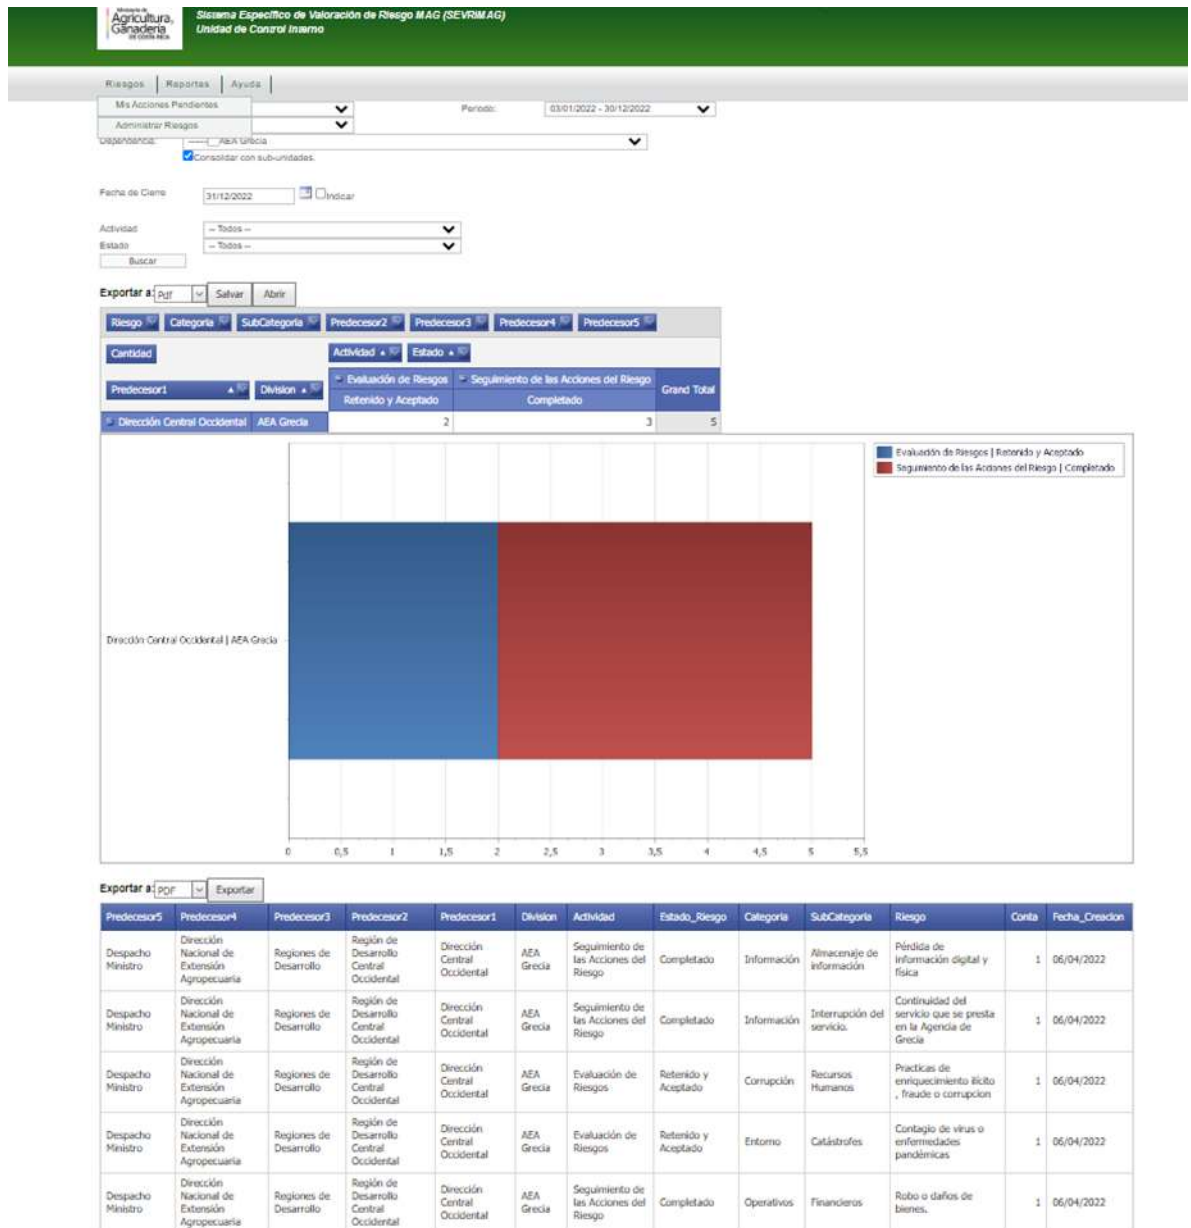 Ministerio de
Agricultura,
Ganadería
DE COSTA RICA
Sistema Específico de Valoración de Riesgo MAG (SEVRIMAG)
Unidad de Control Interno
Riesgos | Reportes | Ayuda |
Mis Acciones Pendientes
Administrar Riesgos
Periodo: 03/01/2022 - 30/12/2022
Dependencia: ------AEA Grecia
Consolidar con sub-unidades.
Fecha de Cierre 31/12/2022 Indicar
Actividad -- Todos --
Estado -- Todos --
Buscar
Exportar a: Pdf Salvar Abrir
Riesgo Categoria SubCategoria Predecesor2 Predecesor3 Predecesor4 Predecesor5
Cantidad Actividad Estado
Predecesor1 Division Evaluación de Riesgos Seguimiento de las Acciones del Riesgo Grand Total
Retenido y Aceptado Completado
Dirección Central Occidental AEA Grecia 2 3 5
Evaluación de Riesgos | Retenido y Aceptado
Seguimiento de las Acciones del Riesgo | Completado
Dirección Central Occidental | AEA Grecia
0 0,5 1 1,5 2 2,5 3 3,5 4 4,5 5 5,5
Exportar a: PDF Exportar
Predecesor5 Predecesor4 Predecesor3 Predecesor2 Predecesor1 Division Actividad Estado_Riesgo Categoria SubCategoria Riesgo Conta Fecha_Creacion
Despacho Ministro Dirección Nacional de Extensión Agropecuaria Regiones de Desarrollo Región de Desarrollo Central Occidental Dirección Central Occidental AEA Grecia Seguimiento de las Acciones del Riesgo Completado Información Almacenaje de información Pérdida de información digital y física 1 06/04/2022
Despacho Ministro Dirección Nacional de Extensión Agropecuaria Regiones de Desarrollo Región de Desarrollo Central Occidental Dirección Central Occidental AEA Grecia Seguimiento de las Acciones del Riesgo Completado Información Interrupción del servicio. Continuidad del servicio que se presta en la Agencia de Grecia 1 06/04/2022
Despacho Ministro Dirección Nacional de Extensión Agropecuaria Regiones de Desarrollo Región de Desarrollo Central Occidental Dirección Central Occidental AEA Grecia Evaluación de Riesgos Retenido y Aceptado Corrupción Recursos Humanos Practicas de enriquecimiento ilícito , fraude o corrupcion 1 06/04/2022
Despacho Ministro Dirección Nacional de Extensión Agropecuaria Regiones de Desarrollo Región de Desarrollo Central Occidental Dirección Central Occidental AEA Grecia Evaluación de Riesgos Retenido y Aceptado Entorno Catástrofes Contagio de virus o enfermedades pandémicas 1 06/04/2022
Despacho Ministro Dirección Nacional de Extensión Agropecuaria Regiones de Desarrollo Región de Desarrollo Central Occidental Dirección Central Occidental AEA Grecia Seguimiento de las Acciones del Riesgo Completado Operativos Financieros Robo o daños de bienes. 1 06/04/2022